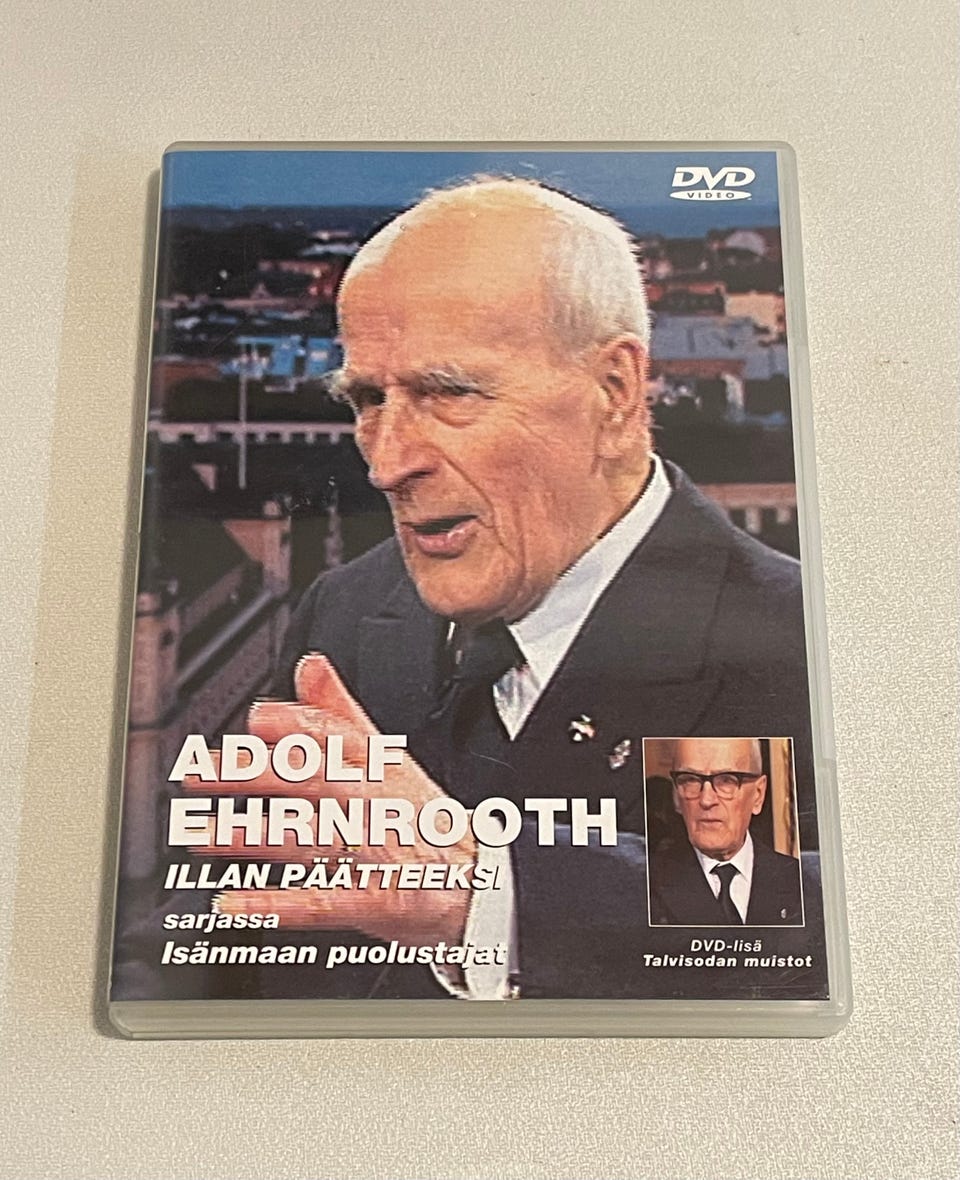 DVD
VIDEO
ADOLF
EHRNROOTH
ILLAN PÄÄTTEEKSI
sarjassa
Isänmaan puolustajat
DVD-lisä
Talvisodan muistot